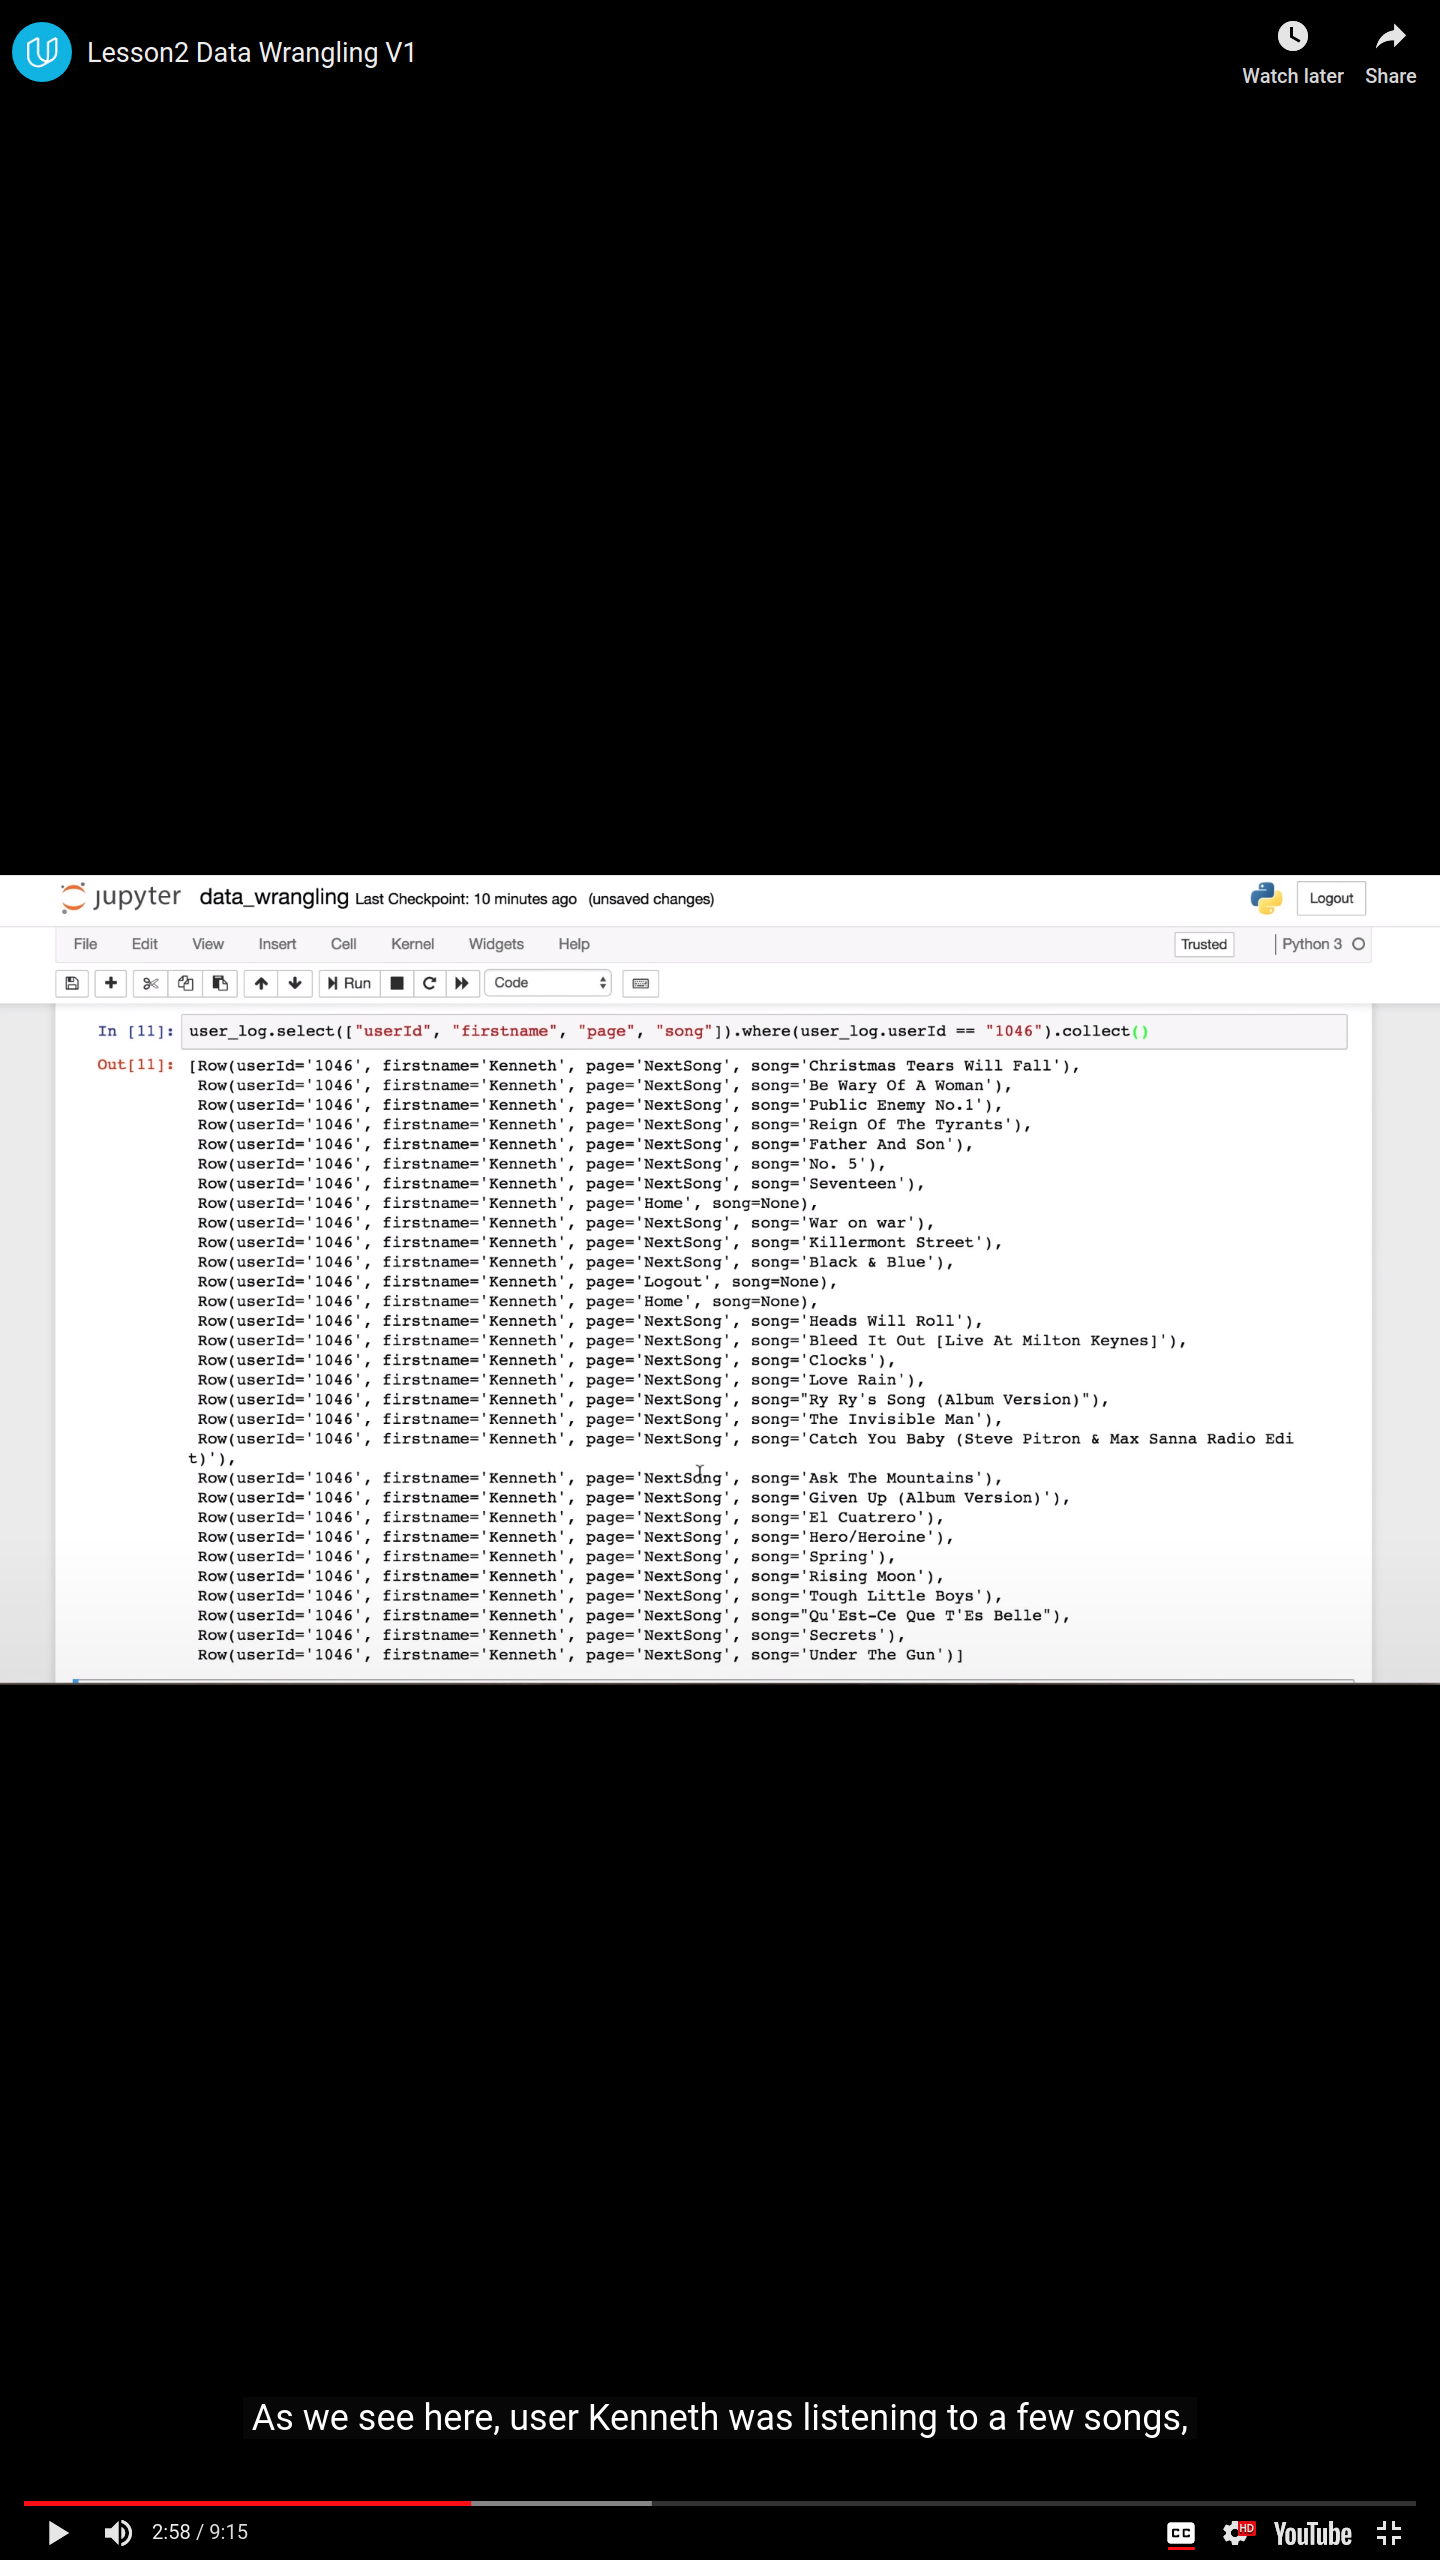 Lesson2 Data Wrangling V1
Watch later
Share
jupyter data_wrangling Last Checkpoint: 10 minutes ago (unsaved changes)
Logout
File Edit View Insert Cell Kernel Widgets Help
Trusted
Python 3
Run
Code
In [11]: user_log.select(["userId", "firstname", "page", "song"]).where(user_log.userId == "1046").collect()
Out[11]: [Row(userId='1046', firstname='Kenneth', page='NextSong', song='Christmas Tears Will Fall'),
Row(userId='1046', firstname='Kenneth', page='NextSong', song='Be Wary Of A Woman'),
Row(userId='1046', firstname='Kenneth', page='NextSong', song='Public Enemy No.1'),
Row(userId='1046', firstname='Kenneth', page='NextSong', song='Reign Of The Tyrants'),
Row(userId='1046', firstname='Kenneth', page='NextSong', song='Father And Son'),
Row(userId='1046', firstname='Kenneth', page='NextSong', song='No. 5'),
Row(userId='1046', firstname='Kenneth', page='NextSong', song='Seventeen'),
Row(userId='1046', firstname='Kenneth', page='Home', song=None),
Row(userId='1046', firstname='Kenneth', page='NextSong', song='War on war'),
Row(userId='1046', firstname='Kenneth', page='NextSong', song='Killermont Street'),
Row(userId='1046', firstname='Kenneth', page='NextSong', song='Black & Blue'),
Row(userId='1046', firstname='Kenneth', page='Logout', song=None),
Row(userId='1046', firstname='Kenneth', page='Home', song=None),
Row(userId='1046', firstname='Kenneth', page='NextSong', song='Heads Will Roll'),
Row(userId='1046', firstname='Kenneth', page='NextSong', song='Bleed It Out [Live At Milton Keynes]'),
Row(userId='1046', firstname='Kenneth', page='NextSong', song='Clocks'),
Row(userId='1046', firstname='Kenneth', page='NextSong', song='Love Rain'),
Row(userId='1046', firstname='Kenneth', page='NextSong', song="Ry Ry's Song (Album Version)"),
Row(userId='1046', firstname='Kenneth', page='NextSong', song='The Invisible Man'),
Row(userId='1046', firstname='Kenneth', page='NextSong', song='Catch You Baby (Steve Pitron & Max Sanna Radio Edi
t)'),
Row(userId='1046', firstname='Kenneth', page='NextSong', song='Ask The Mountains'),
Row(userId='1046', firstname='Kenneth', page='NextSong', song='Given Up (Album Version)'),
Row(userId='1046', firstname='Kenneth', page='NextSong', song='El Cuatrero'),
Row(userId='1046', firstname='Kenneth', page='NextSong', song='Hero/Heroine'),
Row(userId='1046', firstname='Kenneth', page='NextSong', song='Spring'),
Row(userId='1046', firstname='Kenneth', page='NextSong', song='Rising Moon'),
Row(userId='1046', firstname='Kenneth', page='NextSong', song='Tough Little Boys'),
Row(userId='1046', firstname='Kenneth', page='NextSong', song="Qu'Est-Ce Que T'Es Belle"),
Row(userId='1046', firstname='Kenneth', page='NextSong', song='Secrets'),
Row(userId='1046', firstname='Kenneth', page='NextSong', song='Under The Gun')]
As we see here, user Kenneth was listening to a few songs,
2:58 / 9:15
CC
HD
YouTube